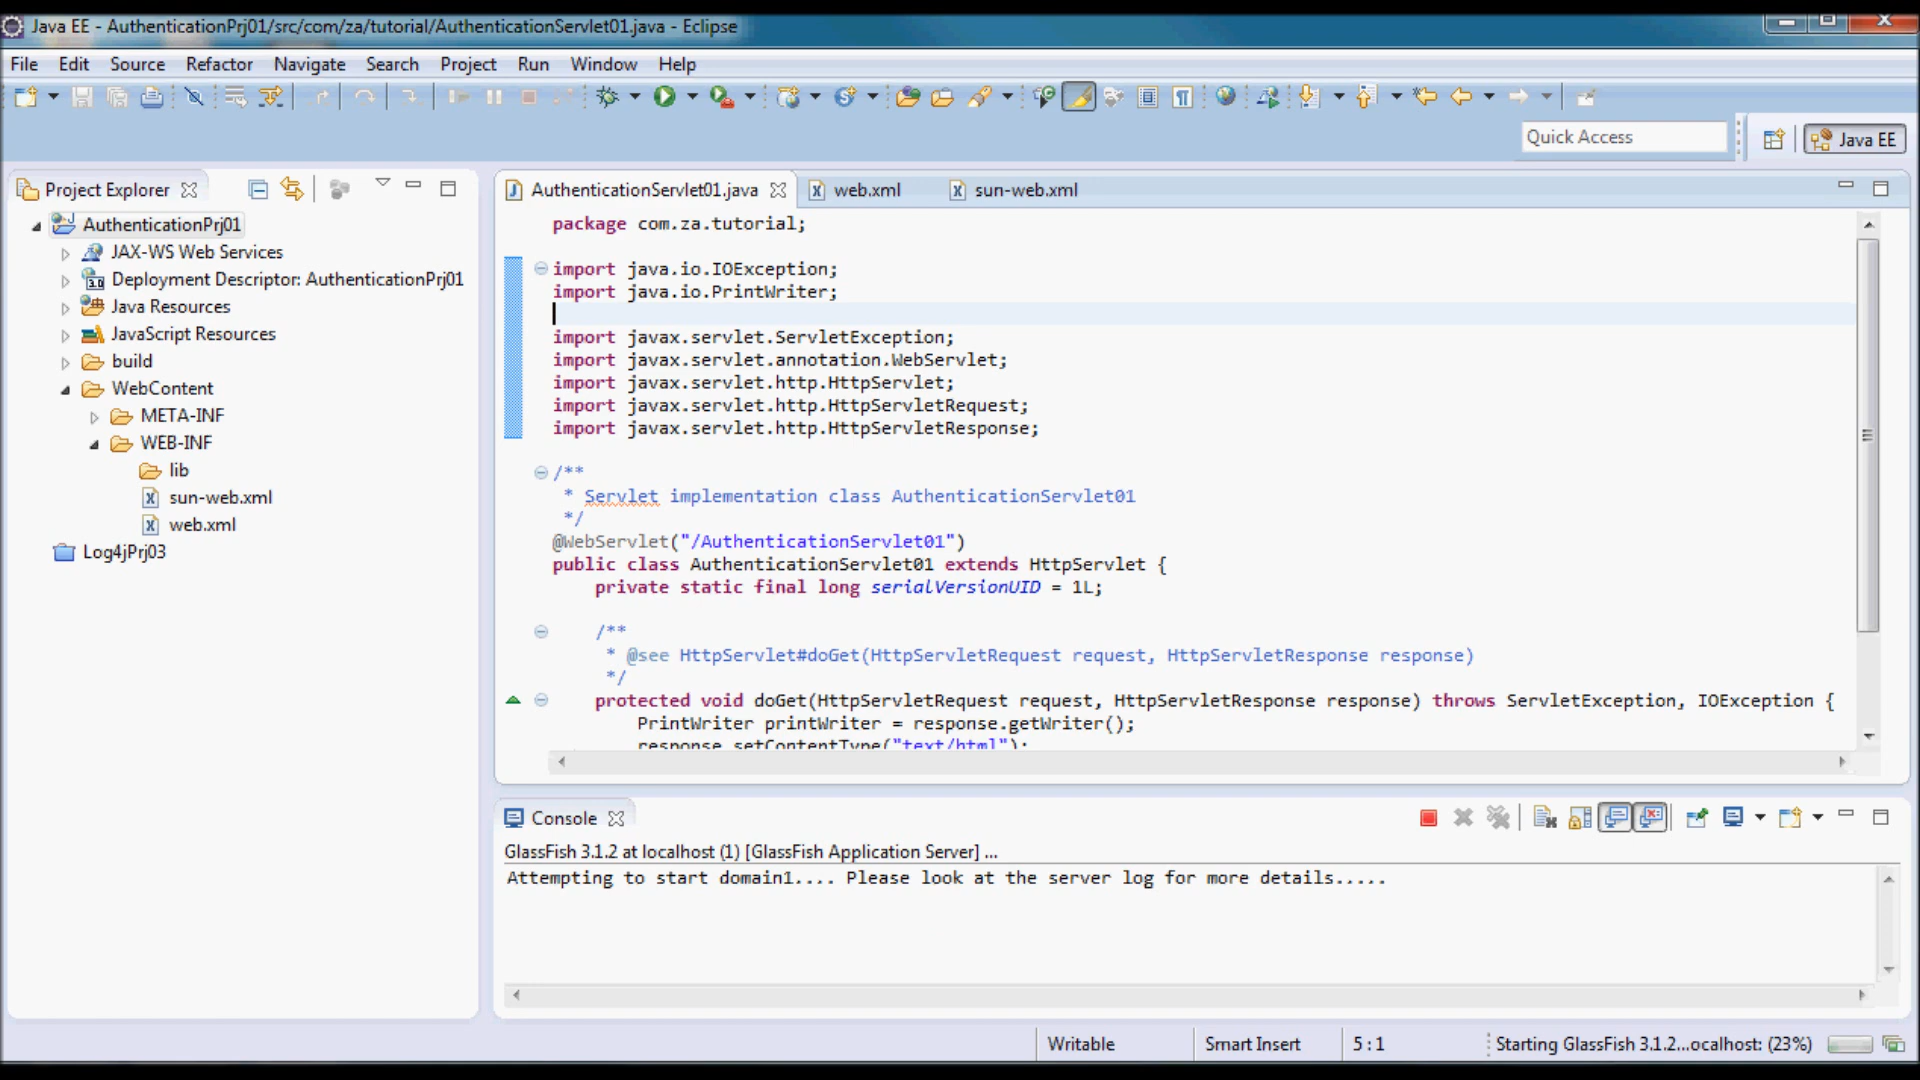 Java EE - AuthenticationPrj01/src/com/za/tutorial/AuthenticationServlet01.java - Eclipse
File Edit Source Refactor Navigate Search Project Run Window Help
Quick Access
Java EE
Project Explorer
AuthenticationPrj01
JAX-WS Web Services
Deployment Descriptor: AuthenticationPrj01
Java Resources
JavaScript Resources
build
WebContent
META-INF
WEB-INF
lib
sun-web.xml
web.xml
Log4jPrj03
AuthenticationServlet01.java web.xml sun-web.xml
package com.za.tutorial;
import java.io.IOException;
import java.io.PrintWriter;
import javax.servlet.ServletException;
import javax.servlet.annotation.WebServlet;
import javax.servlet.http.HttpServlet;
import javax.servlet.http.HttpServletRequest;
import javax.servlet.http.HttpServletResponse;
/**
* Servlet implementation class AuthenticationServlet01
*/
@WebServlet("/AuthenticationServlet01")
public class AuthenticationServlet01 extends HttpServlet {
private static final long serialVersionUID = 1L;
/**
* @see HttpServlet#doGet(HttpServletRequest request, HttpServletResponse response)
*/
protected void doGet(HttpServletRequest request, HttpServletResponse response) throws ServletException, IOException {
PrintWriter printWriter = response.getWriter();
response.setContentType("text/html");
Console
GlassFish 3.1.2 at localhost (1) [GlassFish Application Server] ...
Attempting to start domain1.... Please look at the server log for more details.....
Writable Smart Insert 5 : 1 Starting GlassFish 3.1.2...ocalhost: (23%)